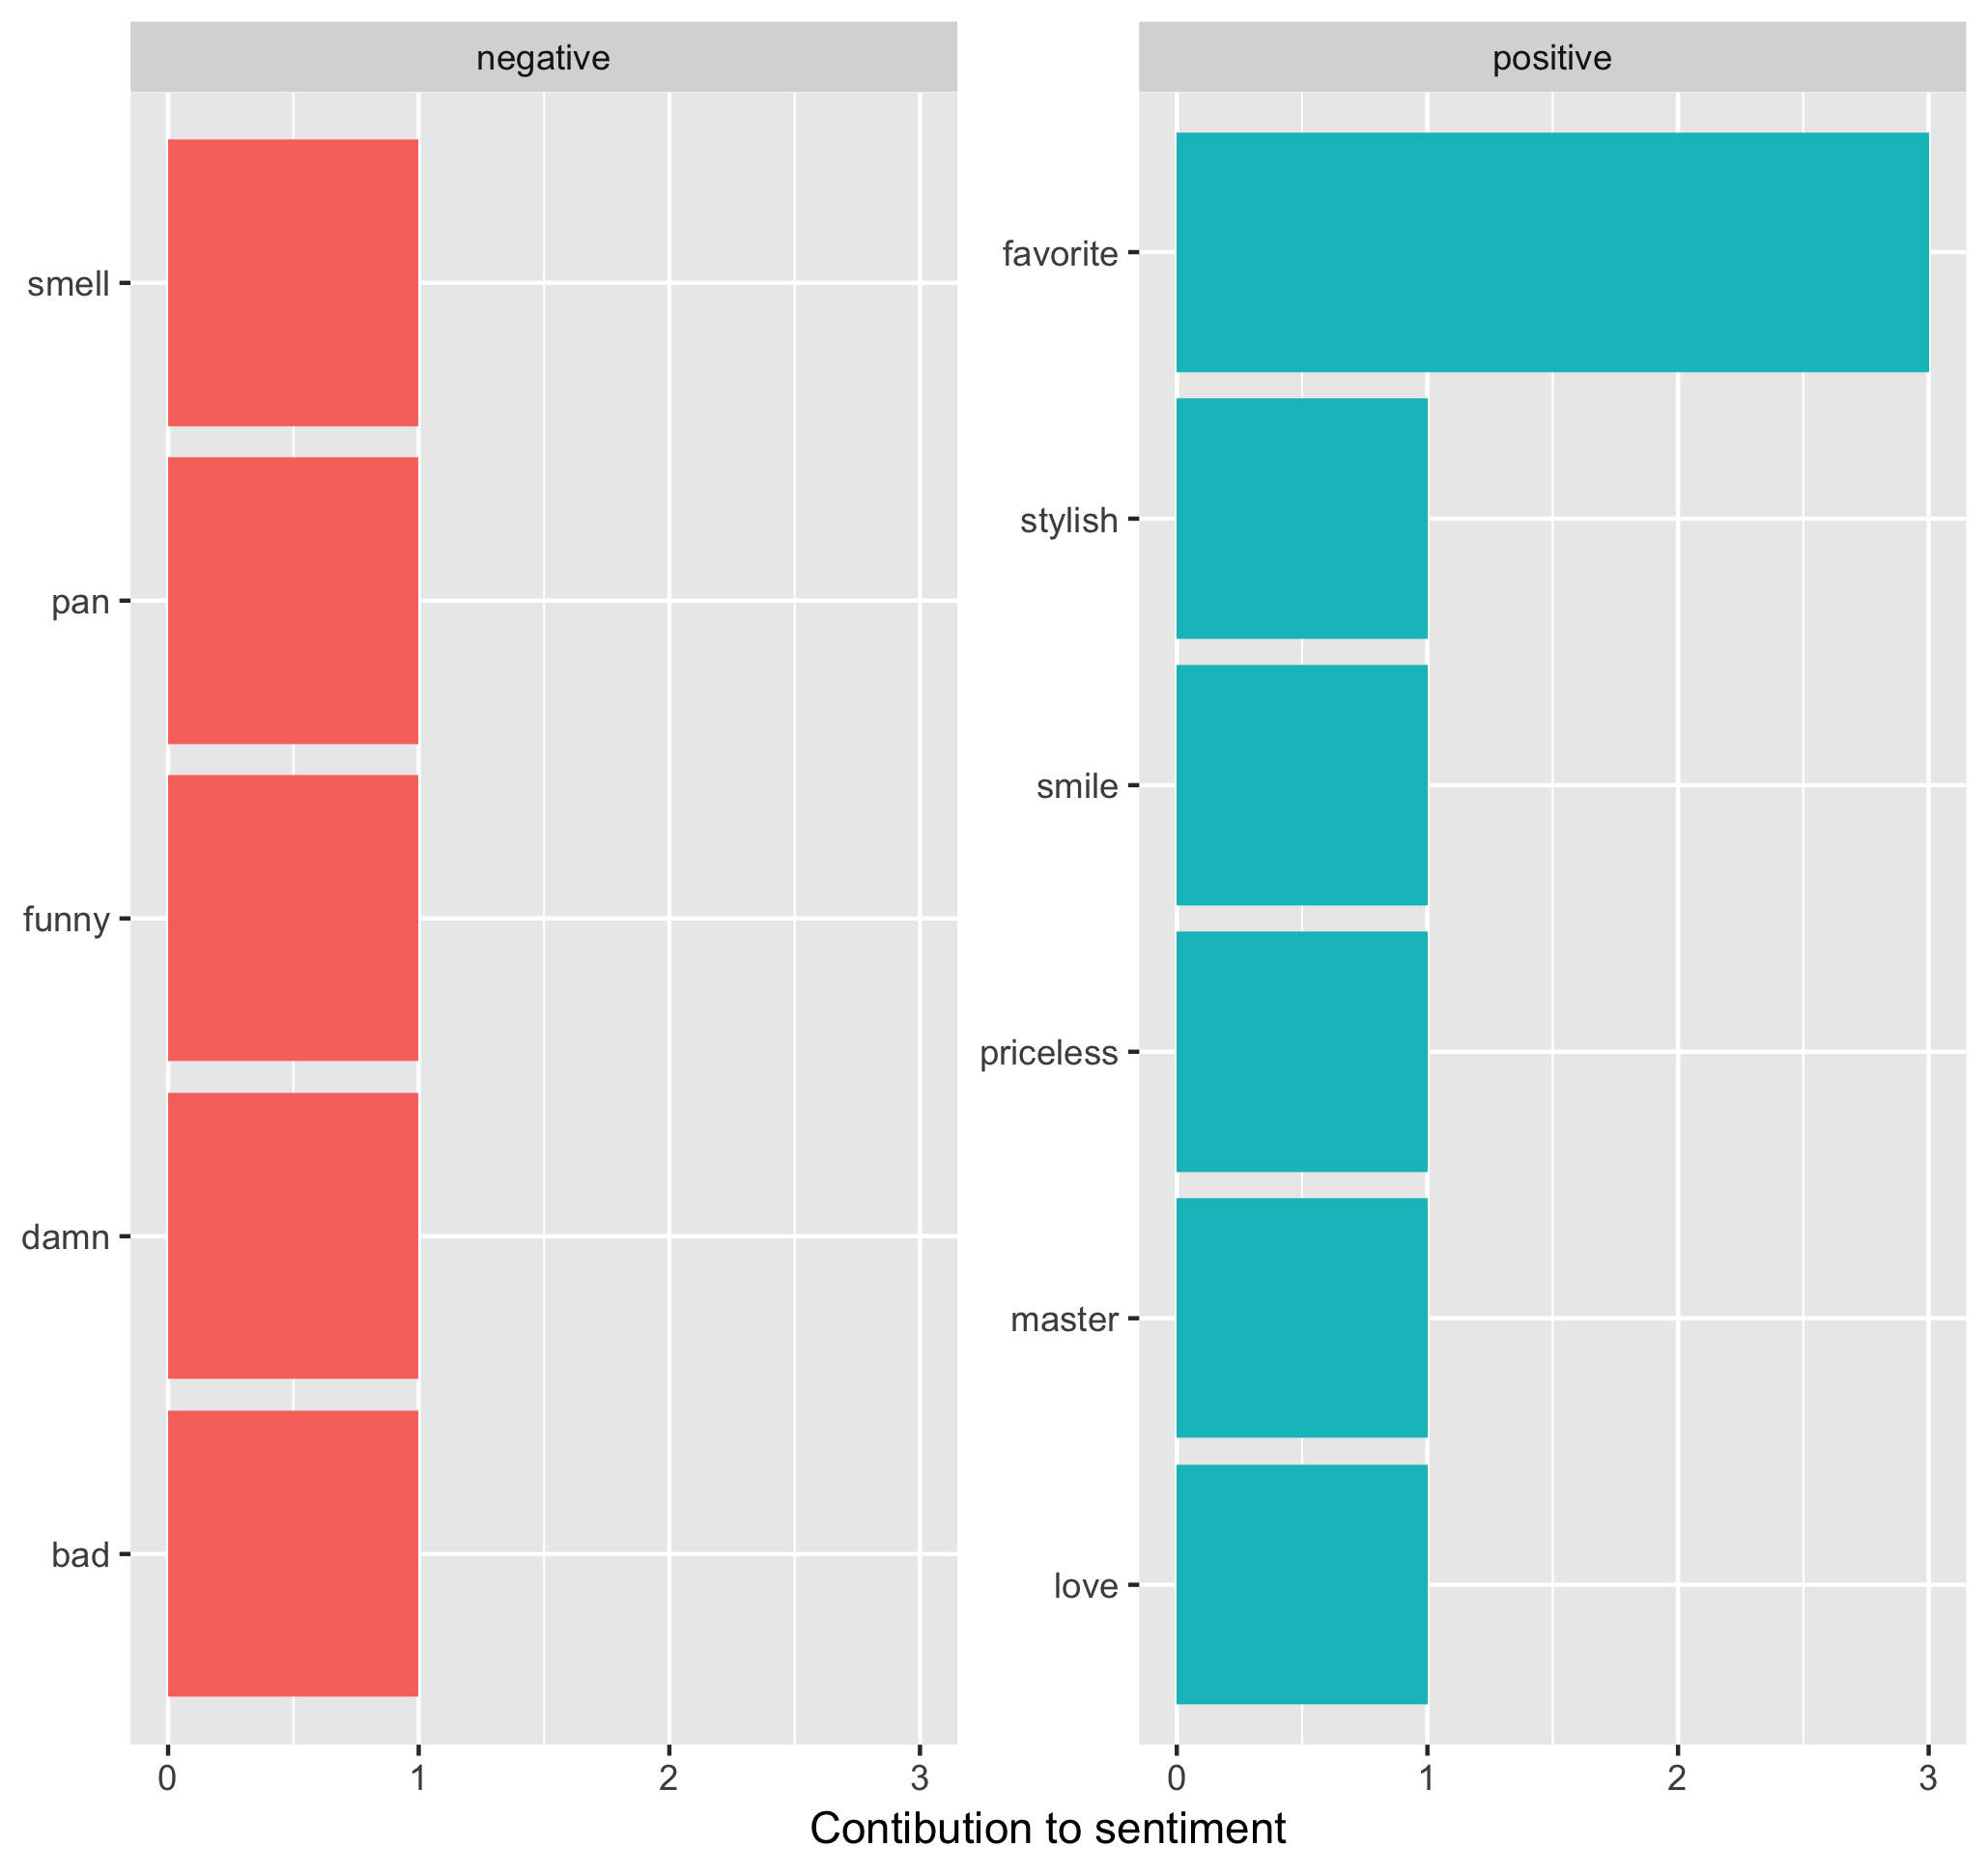 negative
smell
pan
funny
damn
bad
0 1 2 3
positive
favorite
stylish
smile
priceless
master
love
0 1 2 3
Contibution to sentiment